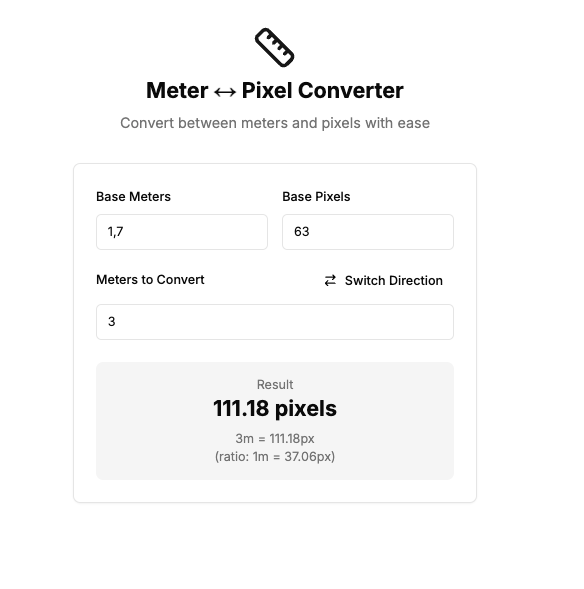 Meter ↔ Pixel Converter
Convert between meters and pixels with ease
Base Meters
Base Pixels
1,7
63
Meters to Convert
Switch Direction
3
Result
111.18 pixels
3m = 111.18px
(ratio: 1m = 37.06px)